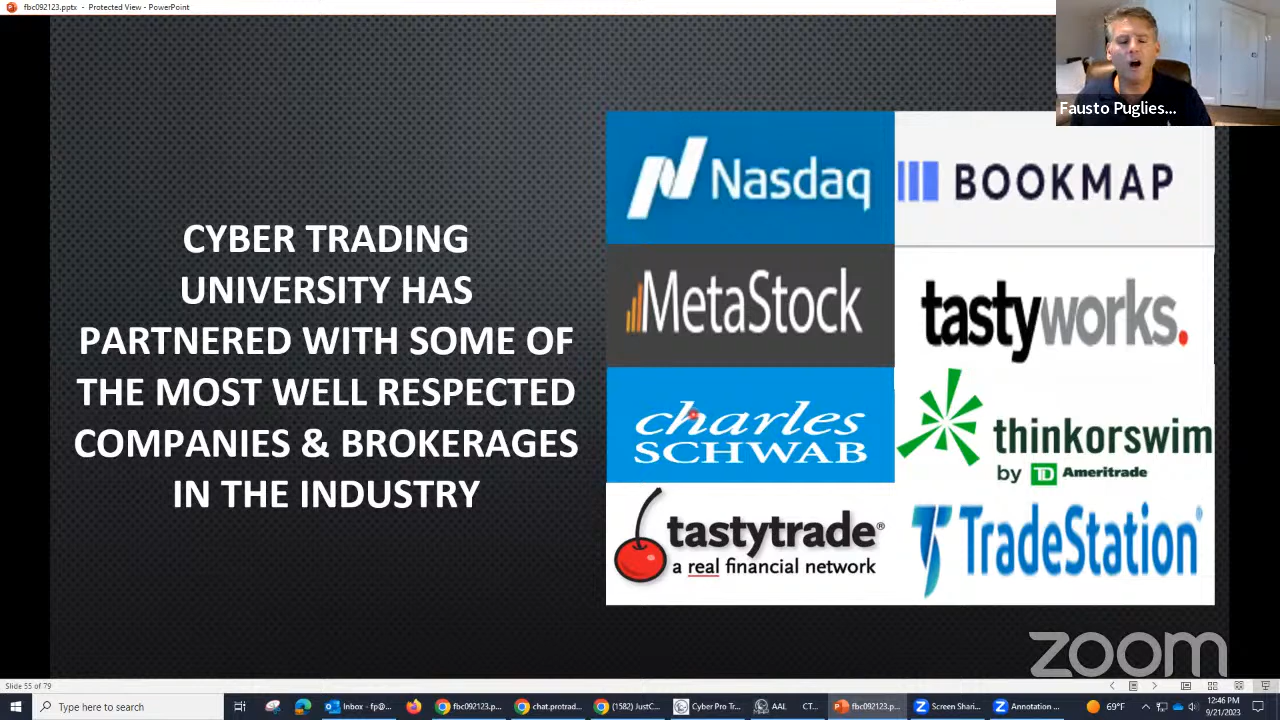 fbc092123.pptx - Protected View - PowerPoint
Fausto Puglies...
CYBER TRADING
UNIVERSITY HAS
PARTNERED WITH SOME OF
THE MOST WELL RESPECTED
COMPANIES & BROKERAGES
IN THE INDUSTRY
Nasdaq
BOOKMAP
MetaStock
tastyworks.
charles
SCHWAB
thinkorswim
by TD Ameritrade
tastytrade®
a real financial network
TradeStation®
zoom
Slide 55 of 79
Type here to search
Inbox - fp@...
fbc092123.p...
chat.protrad...
(1582) JustC...
Cyber Pro Tr...
AAL CT...
fbc092123.p...
Screen Shari...
Annotation ...
69°F
12:46 PM
9/21/2023